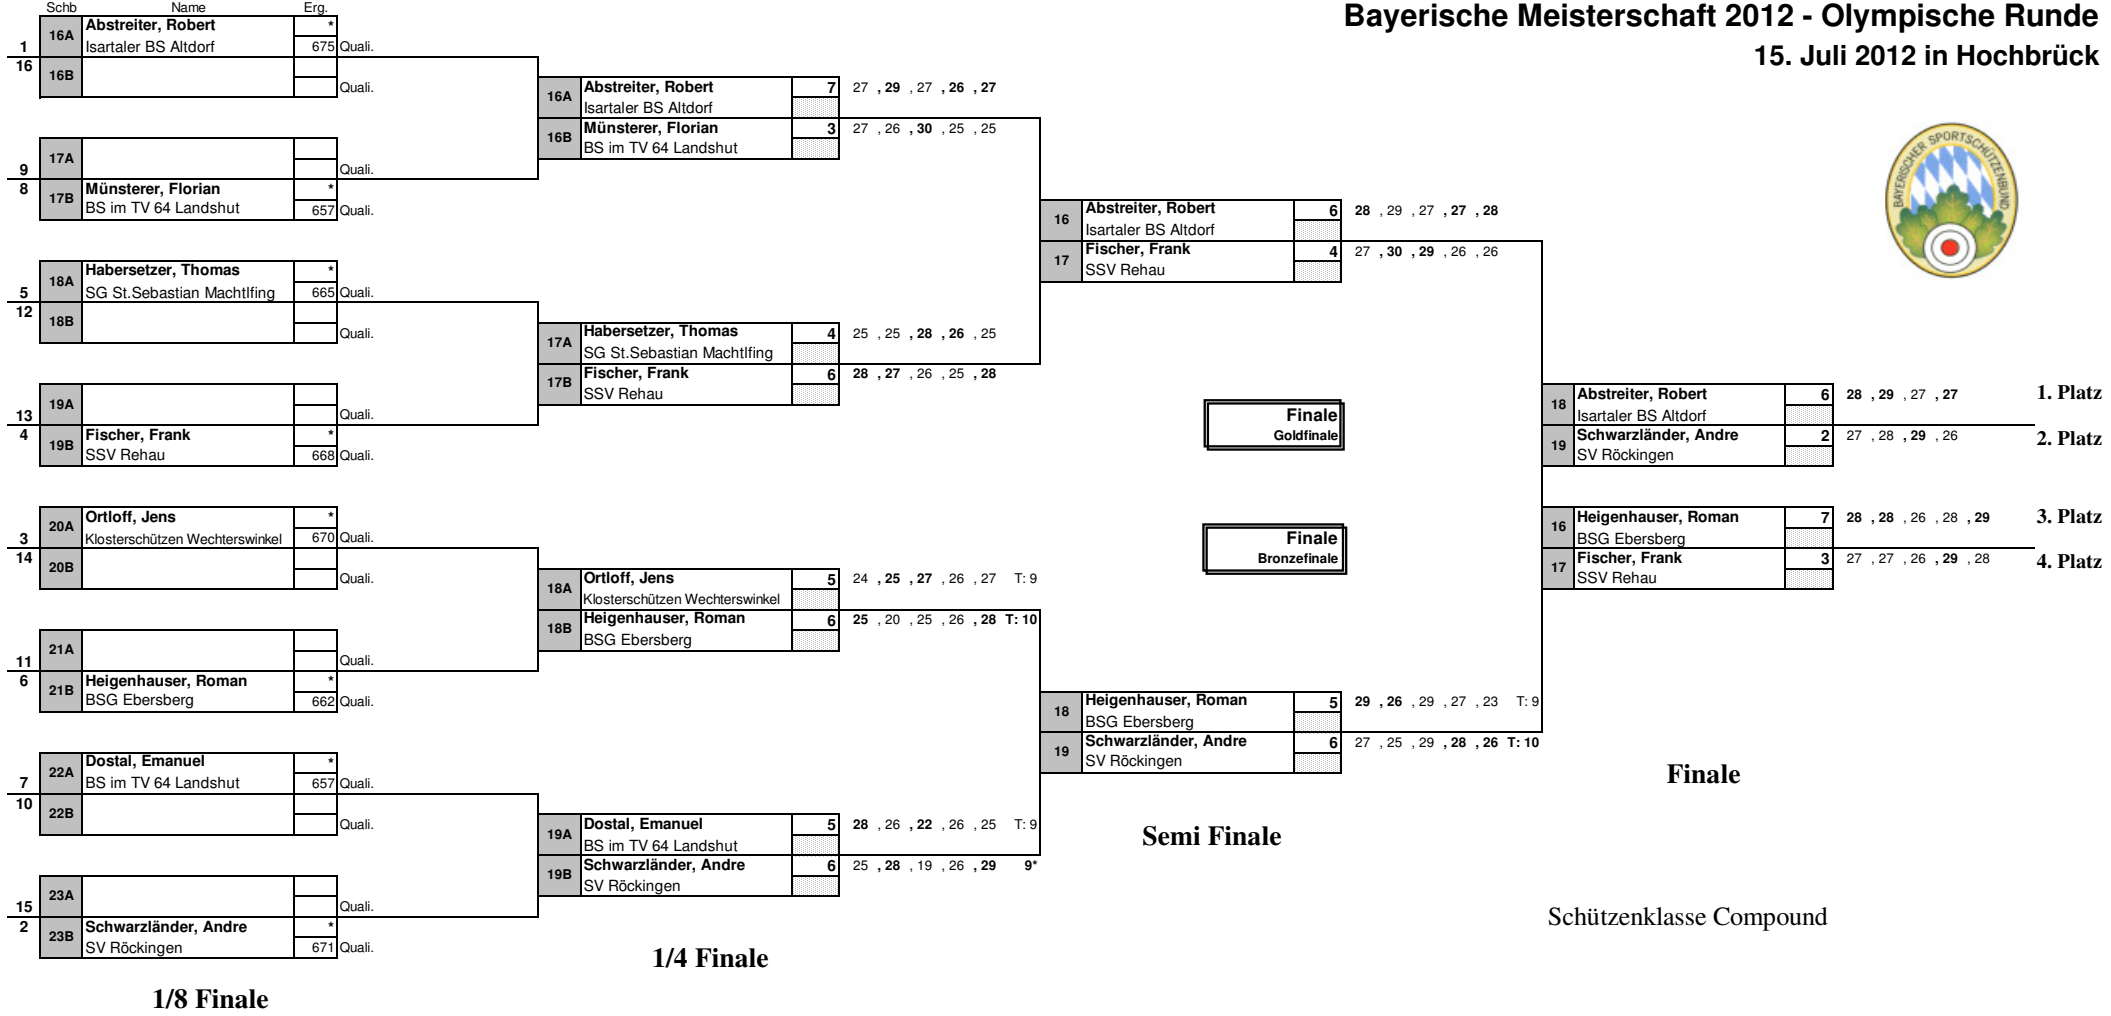 Bayerische Meisterschaft 2012 - Olympische Runde
15. Juli 2012 in Hochbrück
BAYERISCHER SPORTSCHÜTZENBUND
Schb Name Erg.
16A Abstreiter, Robert *
1 Isartaler BS Altdorf 675 Quali.
16 16B
Quali.
17A
9 Quali.
8 17B Münsterer, Florian *
BS im TV 64 Landshut 657 Quali.
18A Habersetzer, Thomas *
5 SG St.Sebastian Machtlfing 665 Quali.
12 18B
Quali.
19A
13 Quali.
4 19B Fischer, Frank *
SSV Rehau 668 Quali.
20A Ortloff, Jens *
3 Klosterschützen Wechterswinkel 670 Quali.
14 20B
Quali.
21A
11 Quali.
6 21B Heigenhauser, Roman *
BSG Ebersberg 662 Quali.
22A Dostal, Emanuel *
7 BS im TV 64 Landshut 657 Quali.
10 22B
Quali.
23A
15 Quali.
2 23B Schwarzländer, Andre *
SV Röckingen 671 Quali.
1/8 Finale
16A Abstreiter, Robert 7 27 , 29 , 27 , 26 , 27
Isartaler BS Altdorf
16B Münsterer, Florian 3 27 , 26 , 30 , 25 , 25
BS im TV 64 Landshut
17A Habersetzer, Thomas 4 25 , 25 , 28 , 26 , 25
SG St.Sebastian Machtlfing
17B Fischer, Frank 6 28 , 27 , 26 , 25 , 28
SSV Rehau
18A Ortloff, Jens 5 24 , 25 , 27 , 26 , 27 T: 9
Klosterschützen Wechterswinkel
18B Heigenhauser, Roman 6 25 , 20 , 25 , 26 , 28 T: 10
BSG Ebersberg
19A Dostal, Emanuel 5 28 , 26 , 22 , 26 , 25 T: 9
BS im TV 64 Landshut
19B Schwarzländer, Andre 6 25 , 28 , 19 , 26 , 29 9*
SV Röckingen
1/4 Finale
16 Abstreiter, Robert 6 28 , 29 , 27 , 27 , 28
Isartaler BS Altdorf
17 Fischer, Frank 4 27 , 30 , 29 , 26 , 26
SSV Rehau
Finale
Goldfinale
Finale
Bronzefinale
18 Heigenhauser, Roman 5 29 , 26 , 29 , 27 , 23 T: 9
BSG Ebersberg
19 Schwarzländer, Andre 6 27 , 25 , 29 , 28 , 26 T: 10
SV Röckingen
Semi Finale
18 Abstreiter, Robert 6 28 , 29 , 27 , 27 1. Platz
Isartaler BS Altdorf
19 Schwarzländer, Andre 2 27 , 28 , 29 , 26 2. Platz
SV Röckingen
16 Heigenhauser, Roman 7 28 , 28 , 26 , 28 , 29 3. Platz
BSG Ebersberg
17 Fischer, Frank 3 27 , 27 , 26 , 29 , 28 4. Platz
SSV Rehau
Finale
Schützenklasse Compound